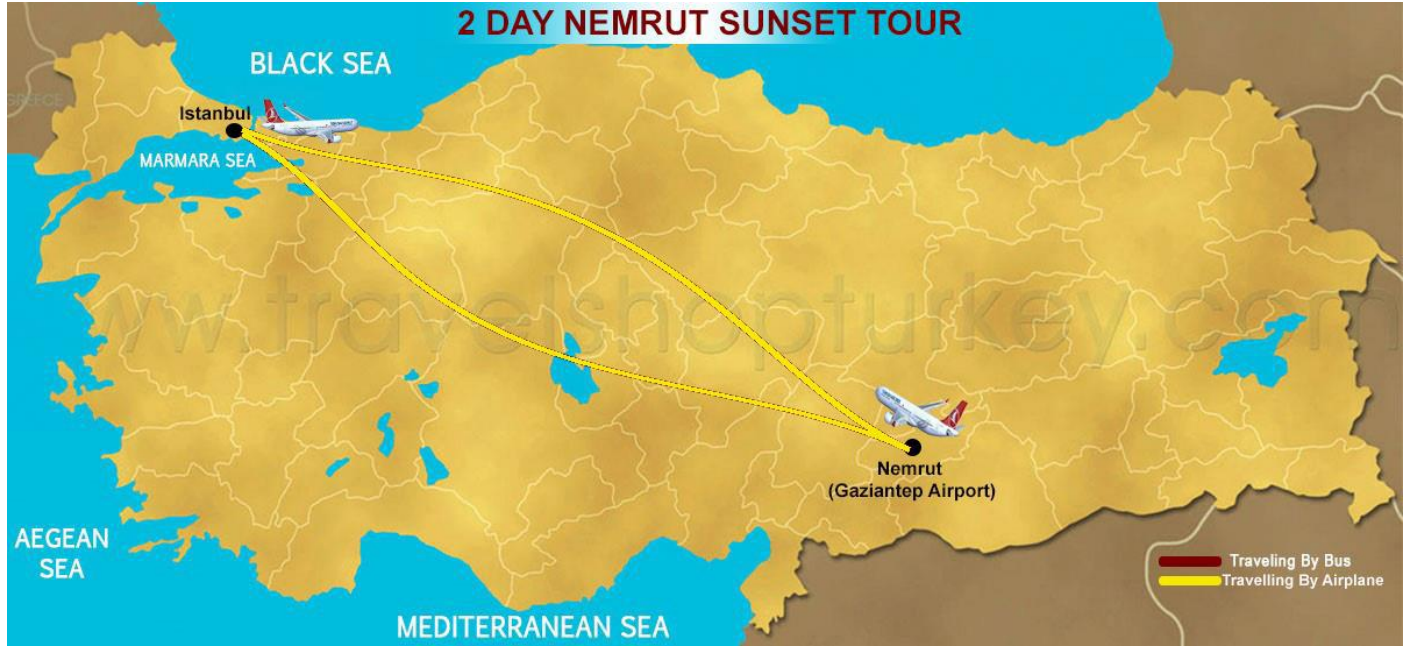 2 DAY NEMRUT SUNSET TOUR
BLACK SEA
GREECE
Istanbul
MARMARA SEA
w.travelshopturkey.com
Nemrut
(Gaziantep Airport)
AEGEAN
SEA
Traveling By Bus
Travelling By Airplane
MEDITERRANEAN SEA